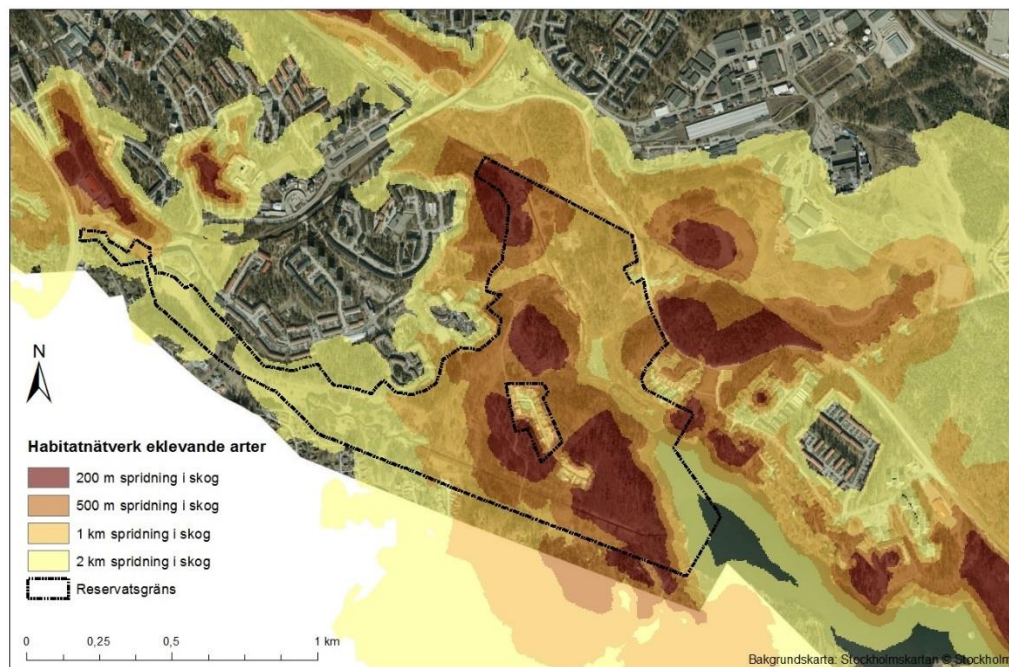 N
Habitatnätverk eklevande arter
200 m spridning i skog
500 m spridning i skog
1 km spridning i skog
2 km spridning i skog
Reservatsgräns
0 0,25 0,5 1 km
Bakgrundskarta: Stockholmskartan © Stockholm